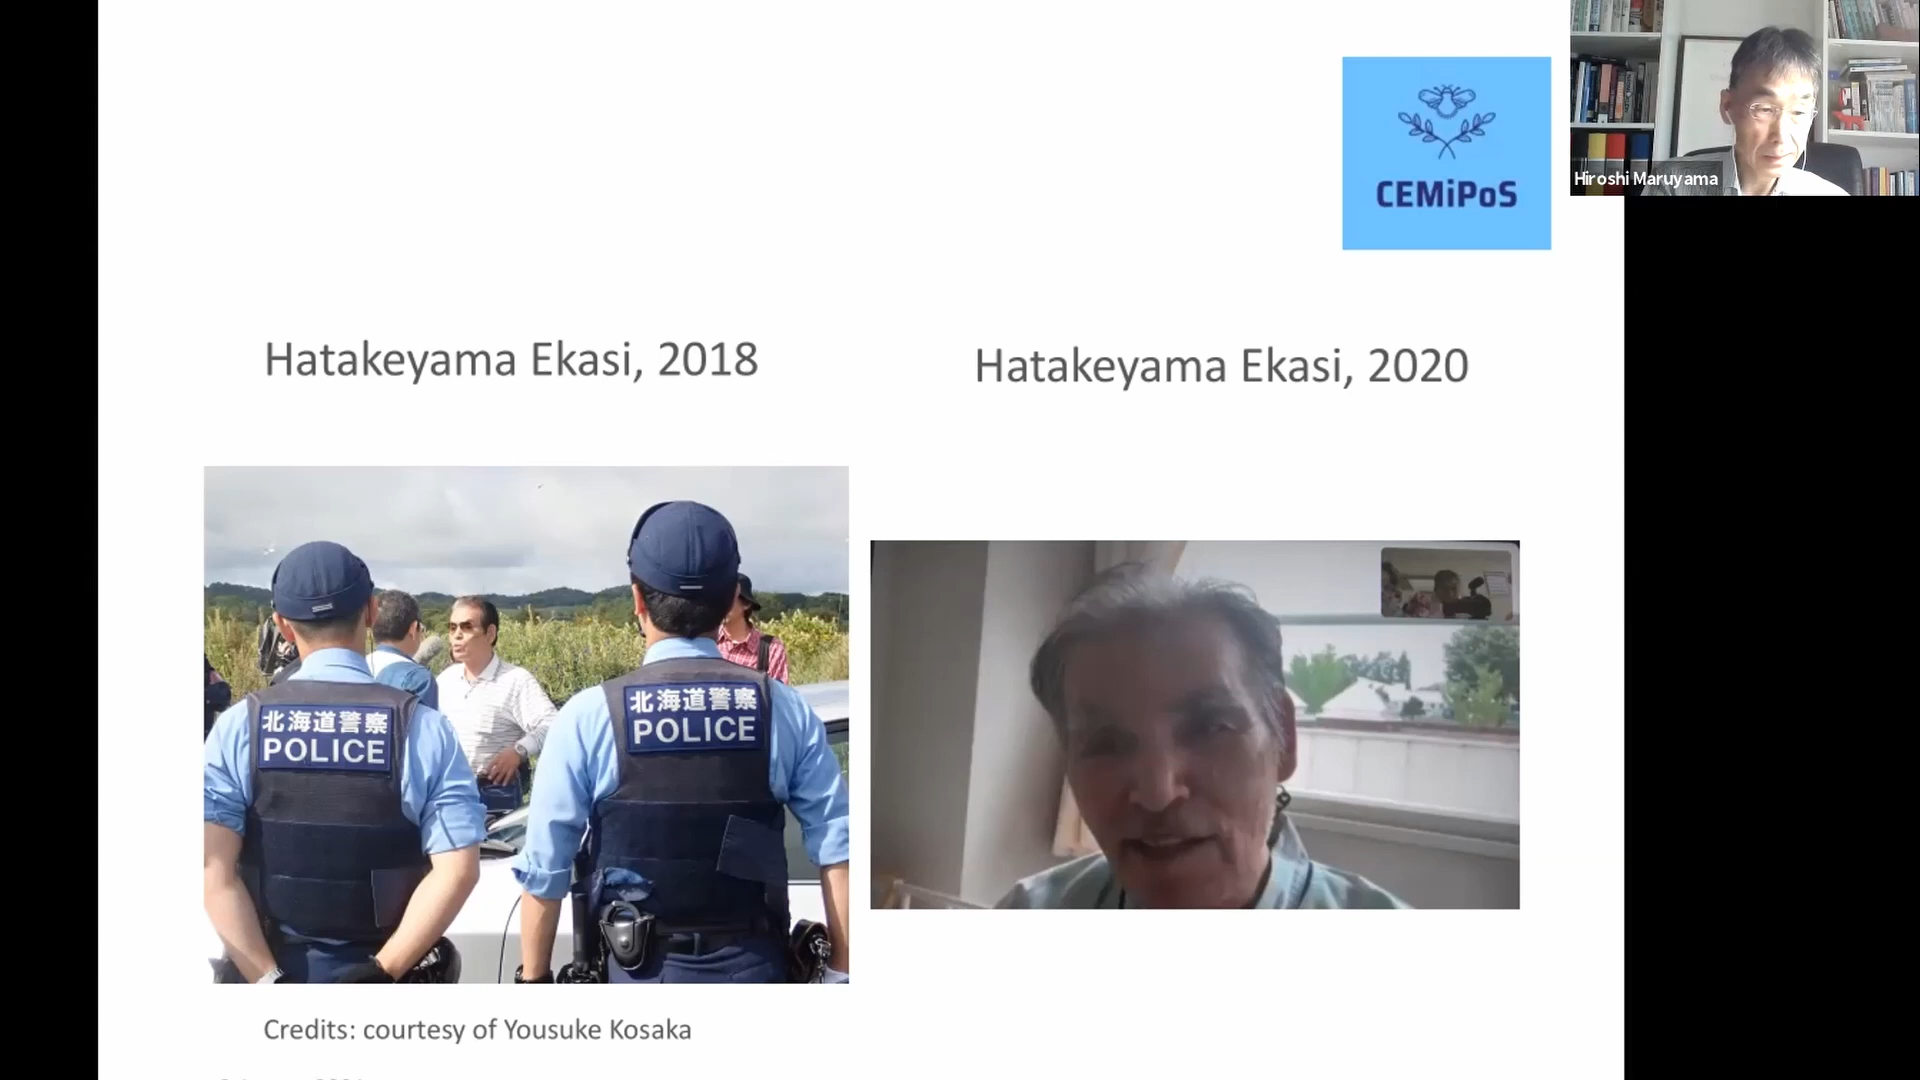 CEMiPoS
Hiroshi Maruyama
Hatakeyama Ekasi, 2018
Hatakeyama Ekasi, 2020
北海道警察
POLICE
北海道警察
POLICE
Credits: courtesy of Yousuke Kosaka